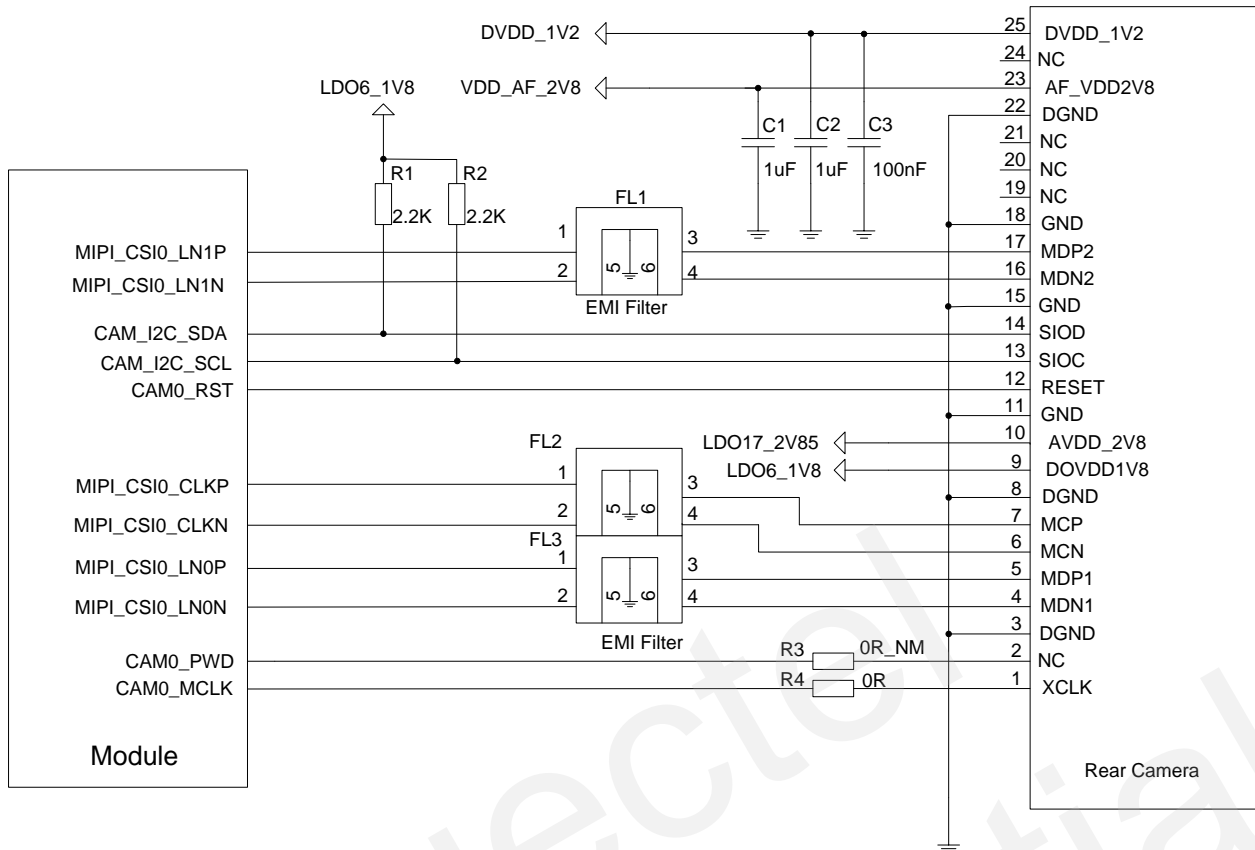 DVDD_1V2
25
DVDD_1V2
24
NC
LDO6_1V8
VDD_AF_2V8
23
AF_VDD2V8
22
DGND
C1
C2
C3
1uF
1uF
100nF
21
NC
20
NC
19
NC
R1
R2
2.2K
2.2K
FL1
18
GND
MIPI_CSI0_LN1P
1
3
17
MDP2
MIPI_CSI0_LN1N
2
5
6
4
16
MDN2
EMI Filter
15
GND
CAM_I2C_SDA
14
SIOD
CAM_I2C_SCL
13
SIOC
CAM0_RST
12
RESET
11
GND
FL2
LDO17_2V85
10
AVDD_2V8
LDO6_1V8
9
DOVDD1V8
MIPI_CSI0_CLKP
1
3
8
DGND
MIPI_CSI0_CLKN
2
5
6
4
7
MCP
FL3
6
MCN
MIPI_CSI0_LN0P
1
3
5
MDP1
MIPI_CSI0_LN0N
2
5
6
4
4
MDN1
EMI Filter
3
DGND
CAM0_PWD
R3
0R_NM
2
NC
CAM0_MCLK
R4
0R
1
XCLK
Module
Rear Camera